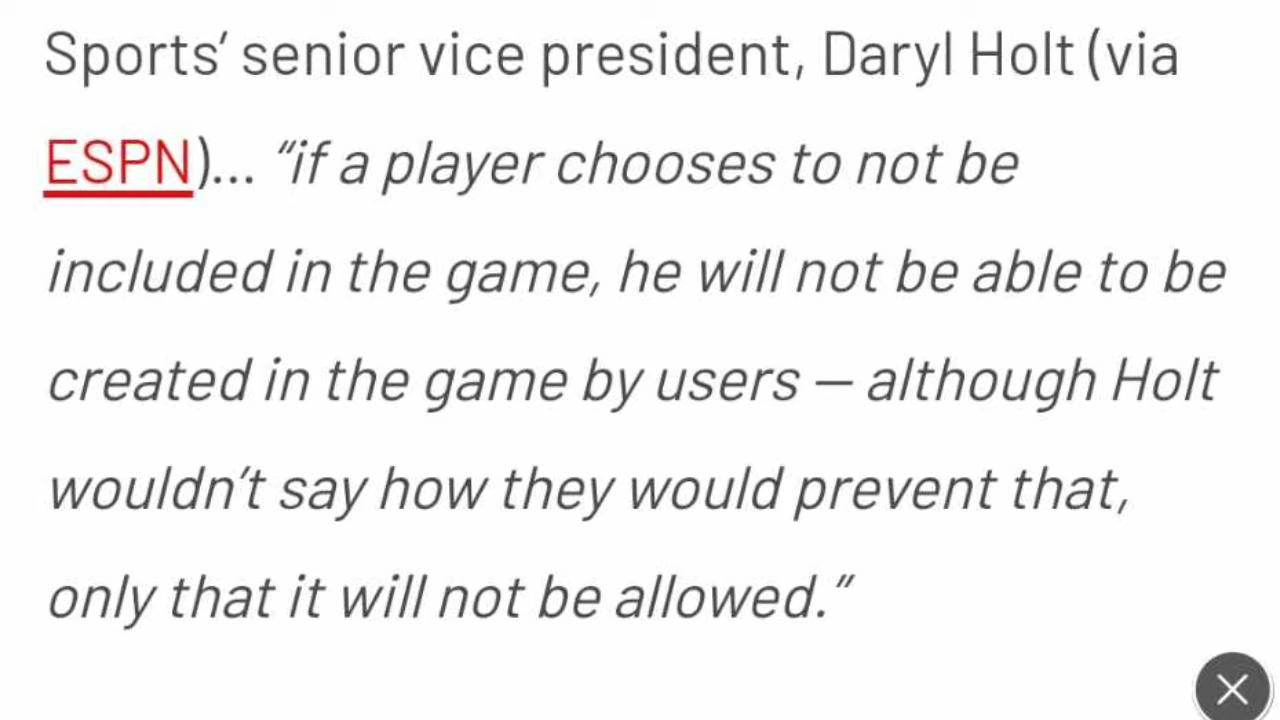 Sports’ senior vice president, Daryl Holt (via
ESPN)... “if a player chooses to not be
included in the game, he will not be able to be
created in the game by users — although Holt
wouldn’t say how they would prevent that,
only that it will not be allowed.”